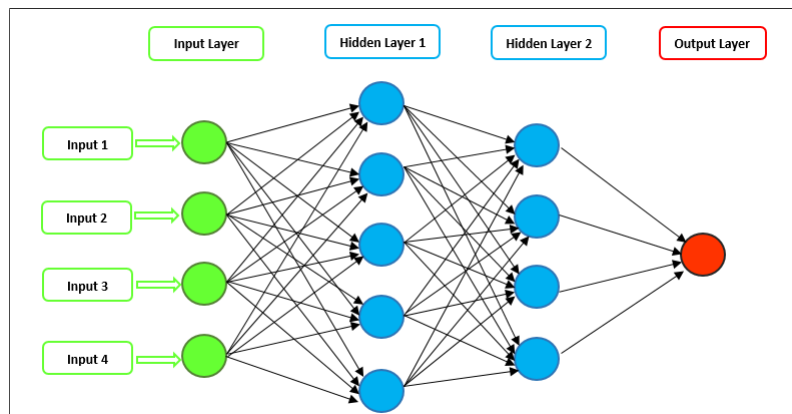 Input Layer
Hidden Layer 1
Hidden Layer 2
Output Layer
Input 1
Input 2
Input 3
Input 4